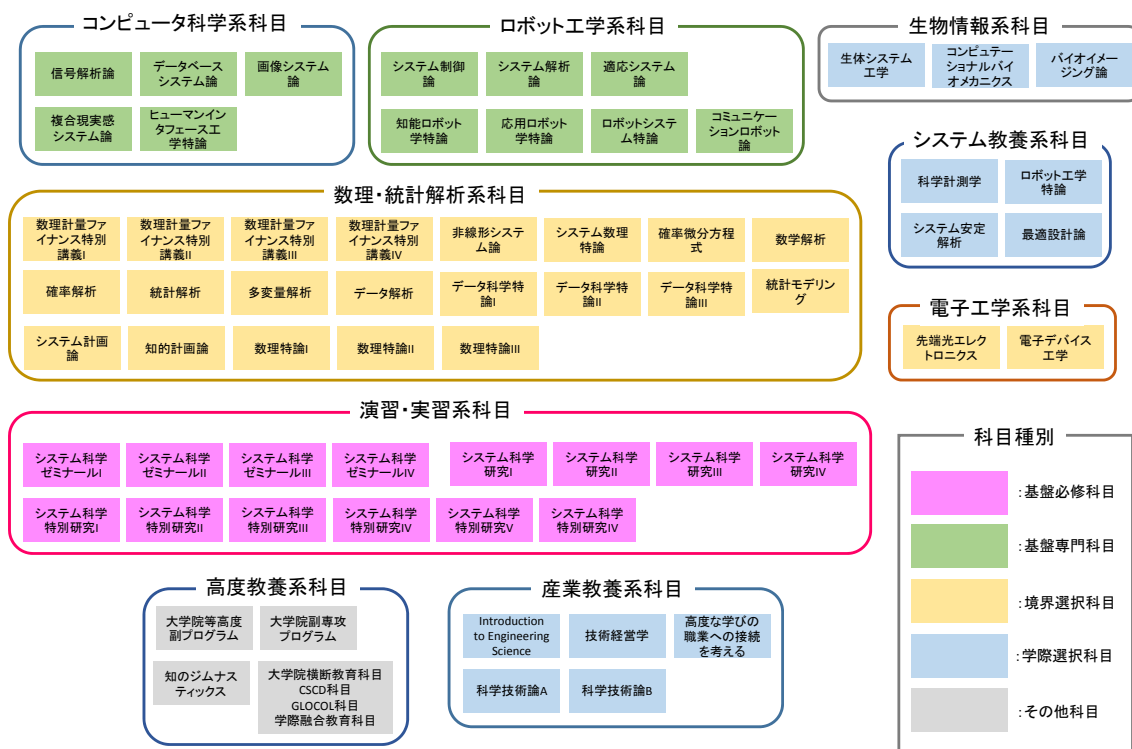 コンピュータ科学系科目
信号解析論
データベース
システム論
画像システム
論
複合現実感
システム論
ヒューマンイン
タフェース工
学特論
ロボット工学系科目
システム制御
論
システム解析
論
適応システム
論
知能ロボット
学特論
応用ロボット
学特論
ロボットシステ
ム特論
コミュニケー
ションロボット
論
生物情報系科目
生体システム
工学
コンピュテー
ショナルバイ
オメカニクス
バイオイメー
ジング論
システム教養系科目
科学計測学
ロボット工学
特論
システム安定
解析
最適設計論
数理・統計解析系科目
数理計量ファ
イナンス特別
講義I
数理計量ファ
イナンス特別
講義II
数理計量ファ
イナンス特別
講義III
数理計量ファ
イナンス特別
講義IV
非線形システ
ム論
システム数理
特論
確率微分方程
式
数学解析
確率解析
統計解析
多変量解析
データ解析
データ科学特
論I
データ科学特
論II
データ科学特
論III
統計モデリン
グ
システム計画
論
知的計画論
数理特論I
数理特論II
数理特論III
電子工学系科目
先端光エレク
トロニクス
電子デバイス
工学
演習・実習系科目
システム科学
ゼミナールI
システム科学
ゼミナールII
システム科学
ゼミナールIII
システム科学
ゼミナールIV
システム科学
研究I
システム科学
研究II
システム科学
研究III
システム科学
研究IV
システム科学
特別研究I
システム科学
特別研究II
システム科学
特別研究III
システム科学
特別研究IV
システム科学
特別研究V
システム科学
特別研究IV
科目種別
:基盤必修科目
:基盤専門科目
:境界選択科目
:学際選択科目
:その他科目
高度教養系科目
大学院等高度
副プログラム
大学院副専攻
プログラム
知のジムナス
ティックス
大学院横断教育科目
CSCD科目
GLOCOL科目
学際融合教育科目
産業教養系科目
Introduction
to Engineering
Science
技術経営学
高度な学びの
職業への接続
を考える
科学技術論A
科学技術論B